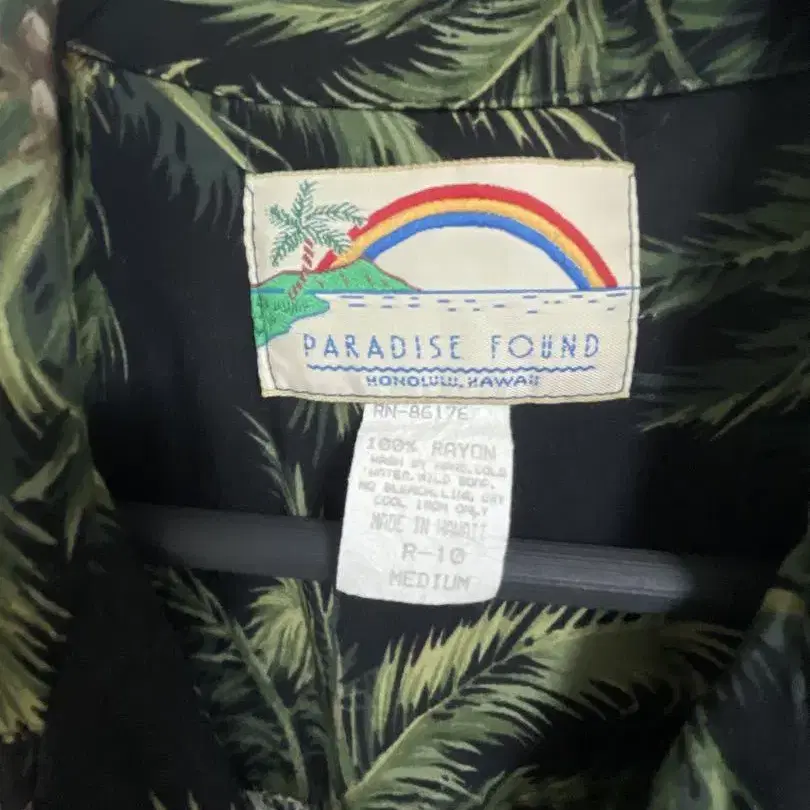 PARADISE FOUND
HONOLULU, HAWAII
RN-86176
100% RAYON
WASH BY HAND, COLD
WATER, MILD SOAP,
NO BLEACH, LINE DRY
COOL IRON ONLY
MADE IN HAWAII
R-10
MEDIUM